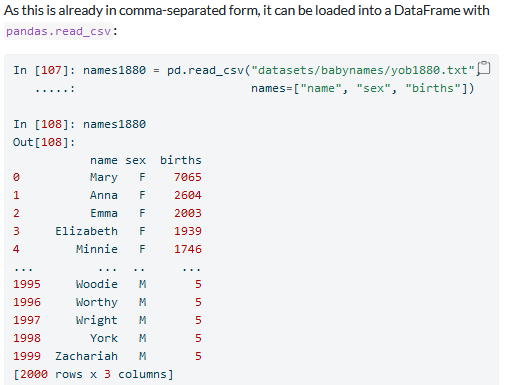 As this is already in comma-separated form, it can be loaded into a DataFrame with
pandas.read_csv:
In [107]: names1880 = pd.read_csv("datasets/babynames/yob1880.txt",
.....: names=["name", "sex", "births"])
In [108]: names1880
Out[108]:
name sex births
0 Mary F 7065
1 Anna F 2604
2 Emma F 2003
3 Elizabeth F 1939
4 Minnie F 1746
... ... .. ...
1995 Woodie M 5
1996 Worthy M 5
1997 Wright M 5
1998 York M 5
1999 Zachariah M 5
[2000 rows x 3 columns]